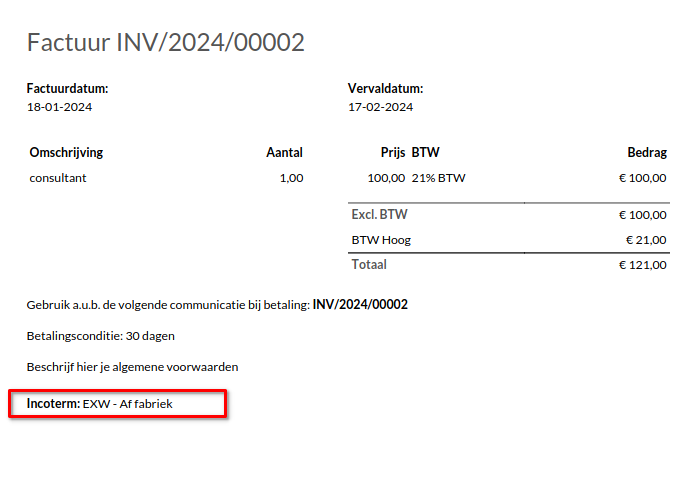 Factuur INV/2024/00002
Factuurdatum: Vervaldatum:
18-01-2024 17-02-2024
Omschrijving Aantal Prijs BTW Bedrag
consultant 1,00 100,00 21% BTW € 100,00
Excl. BTW € 100,00
BTW Hoog € 21,00
Totaal € 121,00
Gebruik a.u.b. de volgende communicatie bij betaling: INV/2024/00002
Betalingsconditie: 30 dagen
Beschrijf hier je algemene voorwaarden
Incoterm: EXW - Af fabriek